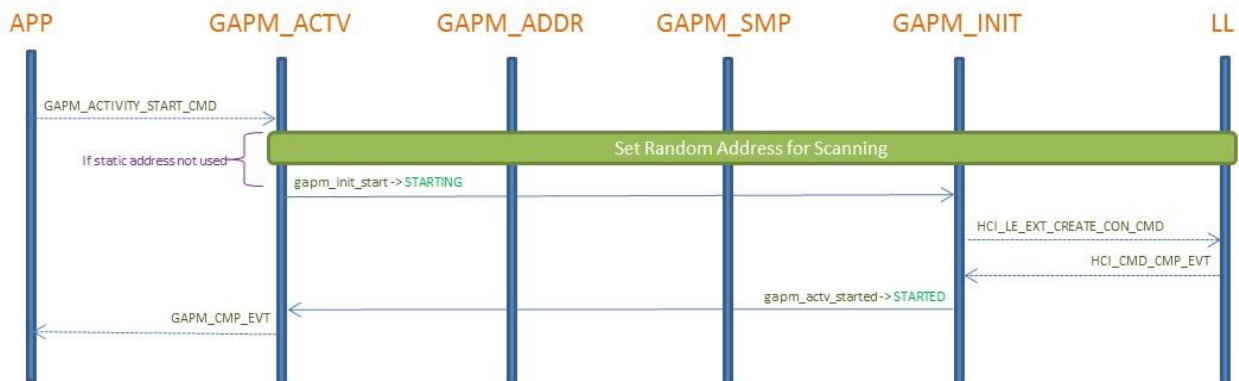 APP
GAPM_ACTV
GAPM_ADDR
GAPM_SMP
GAPM_INIT
LL
GAPM_ACTIVITY_START_CMD
Set Random Address for Scanning
If static address not used
gapm_init_start->STARTING
HCI_LE_EXT_CREATE_CON_CMD
HCI_CMD_CMP_EVT
gapm_actv_started->STARTED
GAPM_CMP_EVT